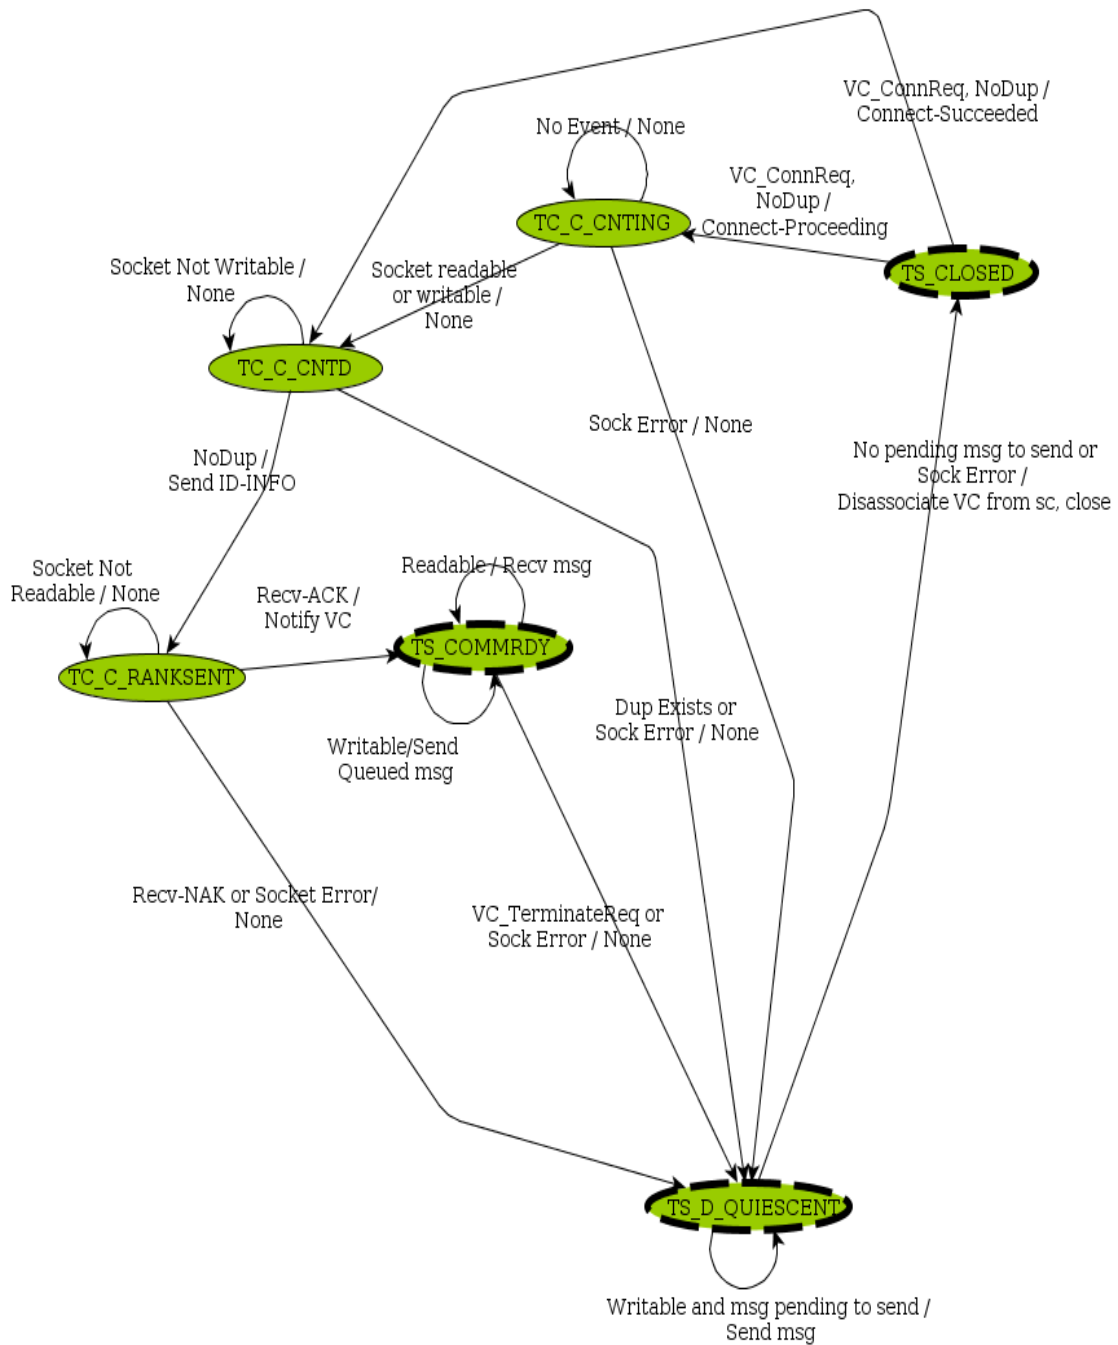 VC_ConnReq, NoDup /
Connect-Succeeded
No Event / None
VC_ConnReq,
NoDup /
Connect-Proceeding
TC_C_CNTING
TS_CLOSED
Socket Not Writable /
None
Socket readable
or writable /
None
TC_C_CNTD
Sock Error / None
No pending msg to send or
Sock Error /
Disassociate VC from sc, close
NoDup /
Send ID-INFO
Socket Not
Readable / None
Recv-ACK /
Notify VC
Readable / Recv msg
TS_COMMRDY
TC_C_RANKSENT
Writable/Send
Queued msg
Dup Exists or
Sock Error / None
Recv-NAK or Socket Error/
None
VC_TerminateReq or
Sock Error / None
TS_D_QUIESCENT
Writable and msg pending to send /
Send msg